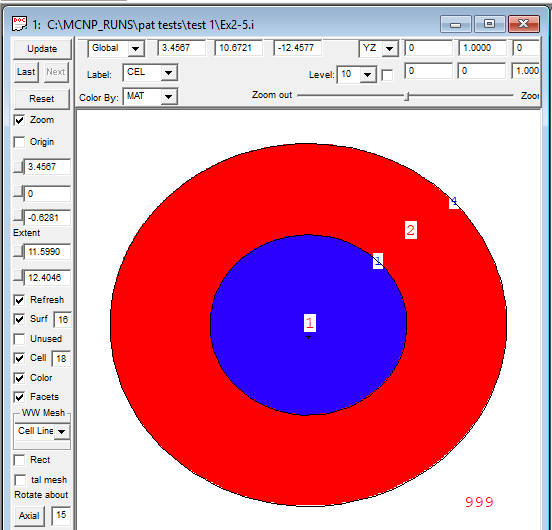 1: C:\MCNP_RUNS\pat tests\test 1\Ex2-5.i
Update
Global 3.4567 10.6721 -12.4577 YZ 0 1.0000 0
Last Next
Label: CEL Level: 10 0 0 1.000
Reset
Color By: MAT Zoom out Zoo
Zoom
Origin
3.4567
0
-0.6281
Extent
11.5990
12.4046
Refresh
Surf 16
Unused
Cell 18
Color
Facets
WW Mesh
Cell Line
Rect
tal mesh
Rotate about
Axial 15
4
2
1
1
999